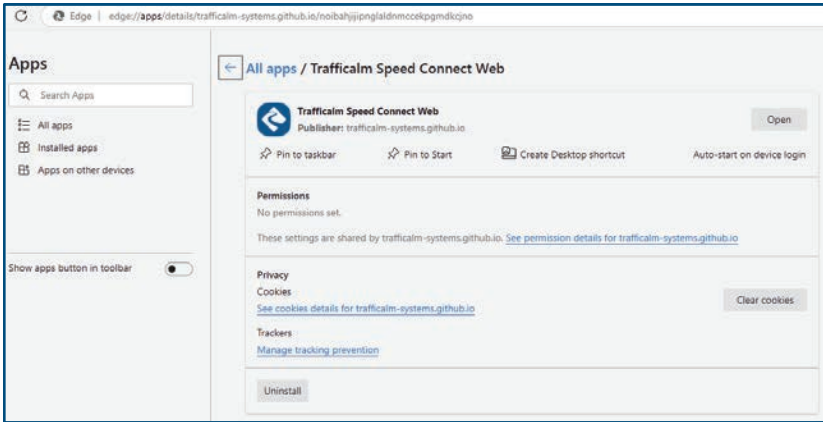 Edge | edge://apps/details/trafficalm-systems.github.io/noibahjijipnglaldnmccekpgmdkcjno
Apps
Search Apps
All apps
Installed apps
Apps on other devices
Show apps button in toolbar
All apps / Trafficalm Speed Connect Web
Trafficalm Speed Connect Web
Publisher: trafficalm-systems.github.io
Open
Pin to taskbar Pin to Start Create Desktop shortcut Auto-start on device login
Permissions
No permissions set.
These settings are shared by trafficalm-systems.github.io. See permission details for trafficalm-systems.github.io
Privacy
Cookies
See cookies details for trafficalm-systems.github.io
Clear cookies
Trackers
Manage tracking prevention
Uninstall